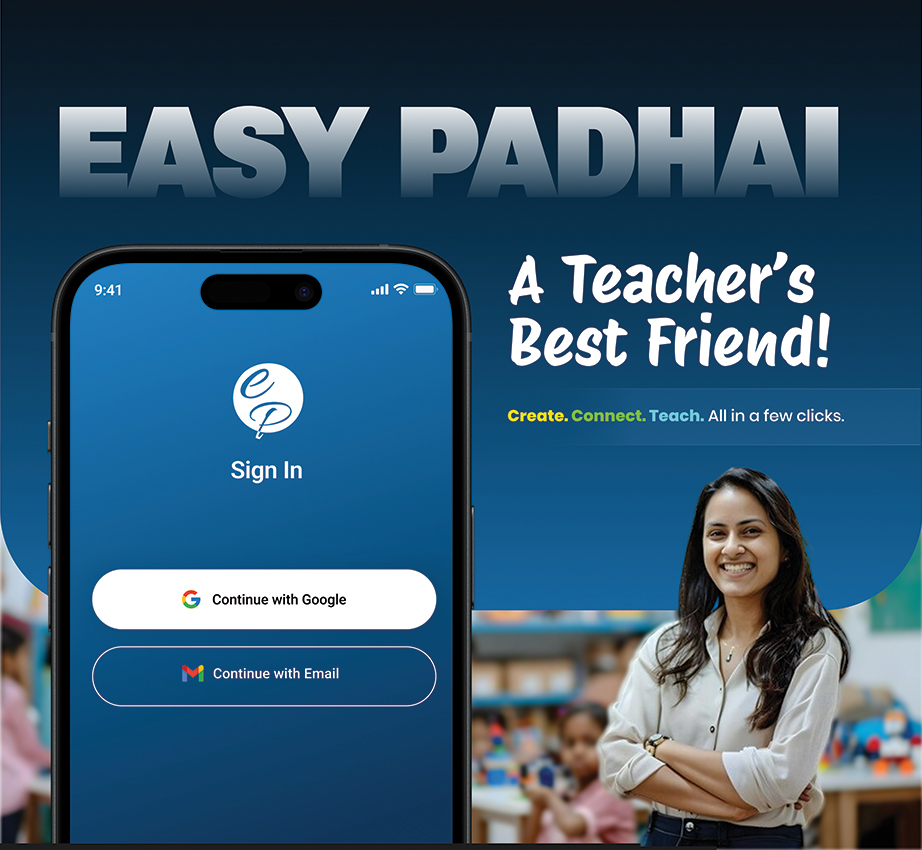 EASY PADHAI
A Teacher's
Best Friend!
Create. Connect. Teach. All in a few clicks.
9:41
eP
Sign In
Continue with Google
Continue with Email